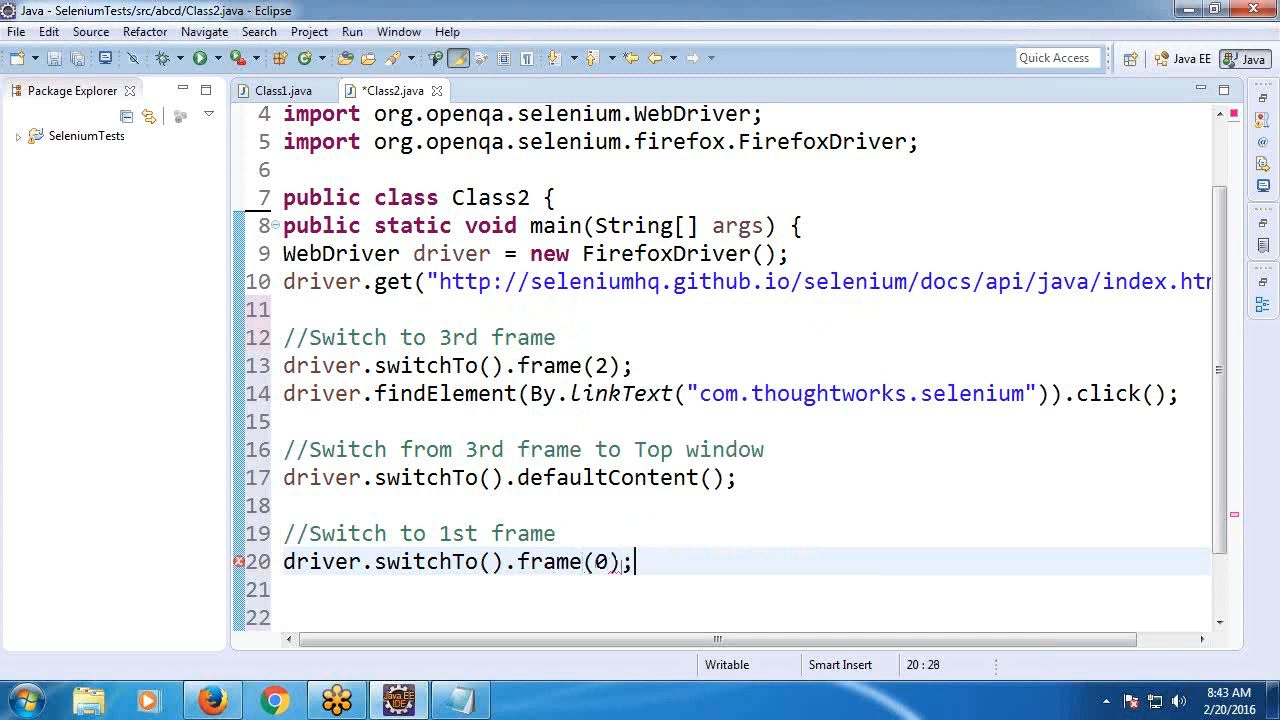 Java - SeleniumTests/src/abcd/Class2.java - Eclipse
File Edit Source Refactor Navigate Search Project Run Window Help
Quick Access Java EE Java
Package Explorer Class1.java *Class2.java
SeleniumTests
4 import org.openqa.selenium.WebDriver;
5 import org.openqa.selenium.firefox.FirefoxDriver;
6
7 public class Class2 {
8 public static void main(String[] args) {
9 WebDriver driver = new FirefoxDriver();
10 driver.get("http://seleniumhq.github.io/selenium/docs/api/java/index.htm
11
12 //Switch to 3rd frame
13 driver.switchTo().frame(2);
14 driver.findElement(By.linkText("com.thoughtworks.selenium")).click();
15
16 //Switch from 3rd frame to Top window
17 driver.switchTo().defaultContent();
18
19 //Switch to 1st frame
20 driver.switchTo().frame(0);
21
22
Writable Smart Insert 20 : 28
Java EE IDE
8:43 AM
2/20/2016